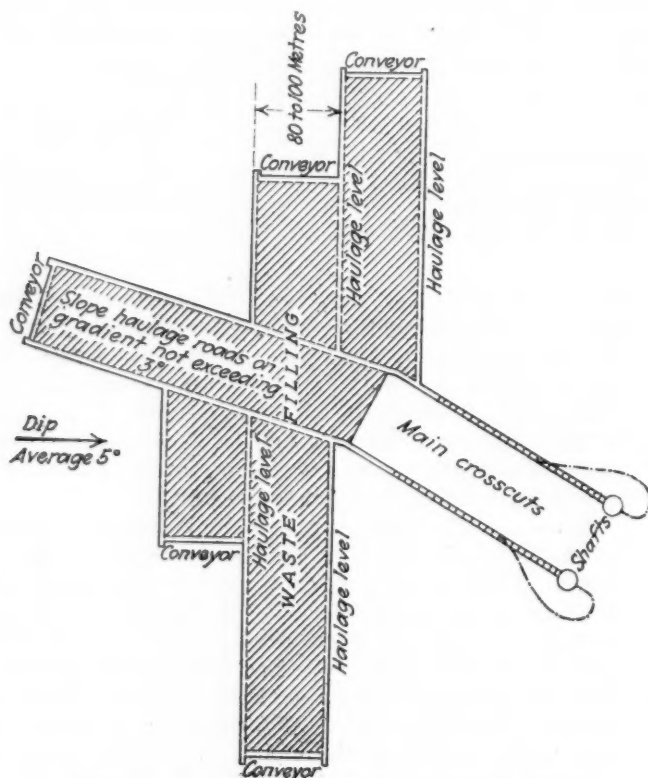 Conveyor
80 to 100 Metres
Conveyor
Haulage level
Haulage level
Conveyor
Slope haulage roads on
gradient not exceeding
3°
WASTE FILLING
Dip
Average 5°
Main crosscuts
Shafts
Haulage level
Haulage level
Conveyor
Conveyor